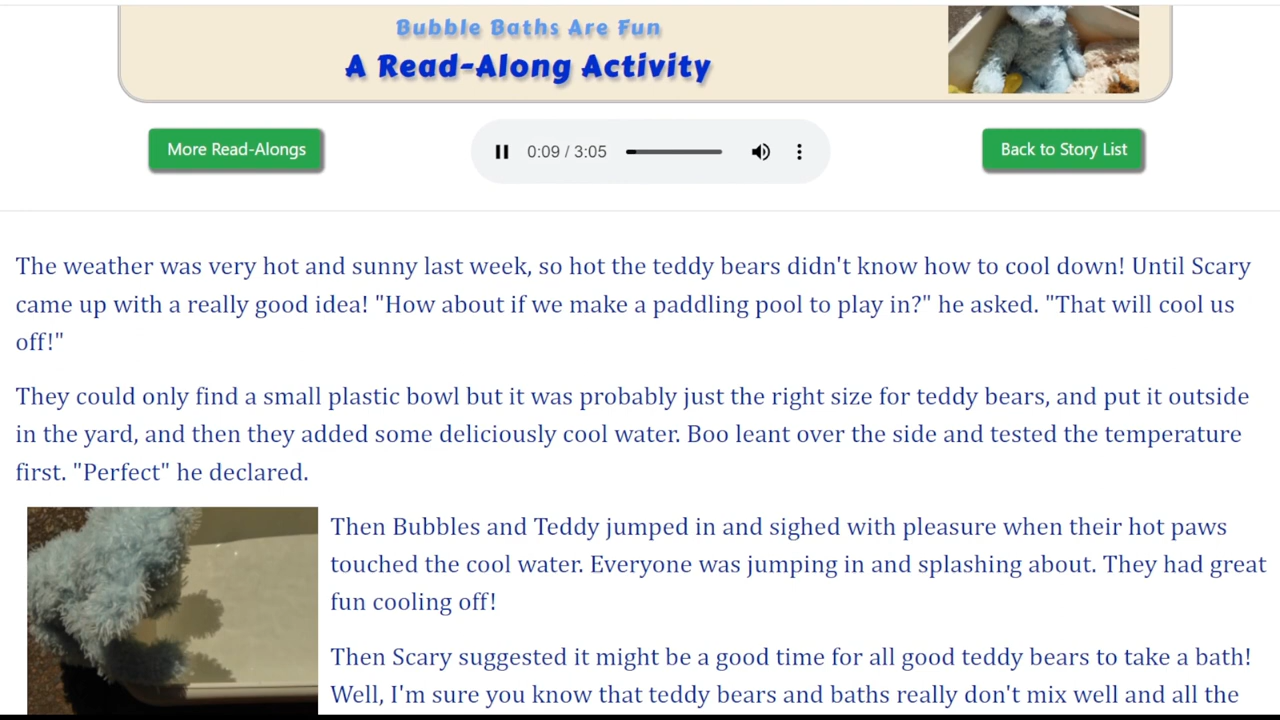 Bubble Baths Are Fun
A Read-Along Activity
More Read-Alongs
0:09 / 3:05
Back to Story List
The weather was very hot and sunny last week, so hot the teddy bears didn't know how to cool down! Until Scary
came up with a really good idea! "How about if we make a paddling pool to play in?" he asked. "That will cool us
off!"
They could only find a small plastic bowl but it was probably just the right size for teddy bears, and put it outside
in the yard, and then they added some deliciously cool water. Boo leant over the side and tested the temperature
first. "Perfect" he declared.
Then Bubbles and Teddy jumped in and sighed with pleasure when their hot paws
touched the cool water. Everyone was jumping in and splashing about. They had great
fun cooling off!
Then Scary suggested it might be a good time for all good teddy bears to take a bath!
Well, I'm sure you know that teddy bears and baths really don't mix well and all the